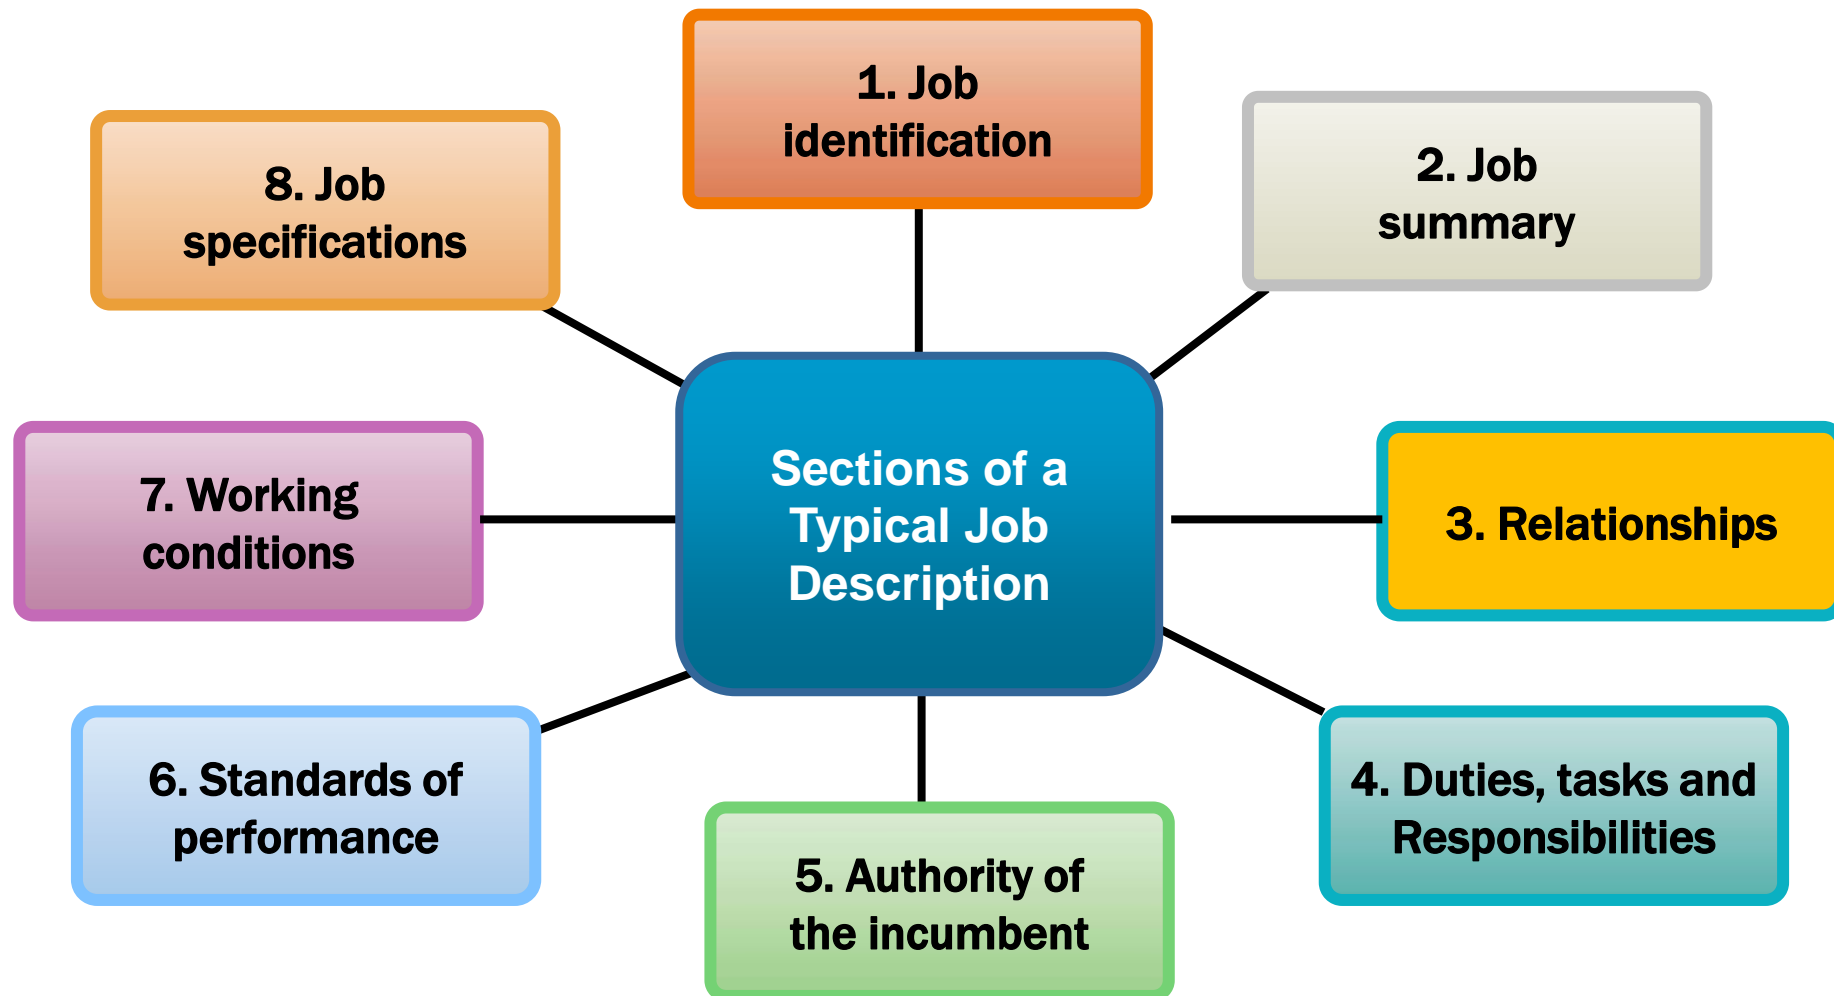 1. Job
identification
2. Job
summary
3. Relationships
4. Duties, tasks and
Responsibilities
5. Authority of
the incumbent
6. Standards of
performance
7. Working
conditions
8. Job
specifications
Sections of a
Typical Job
Description